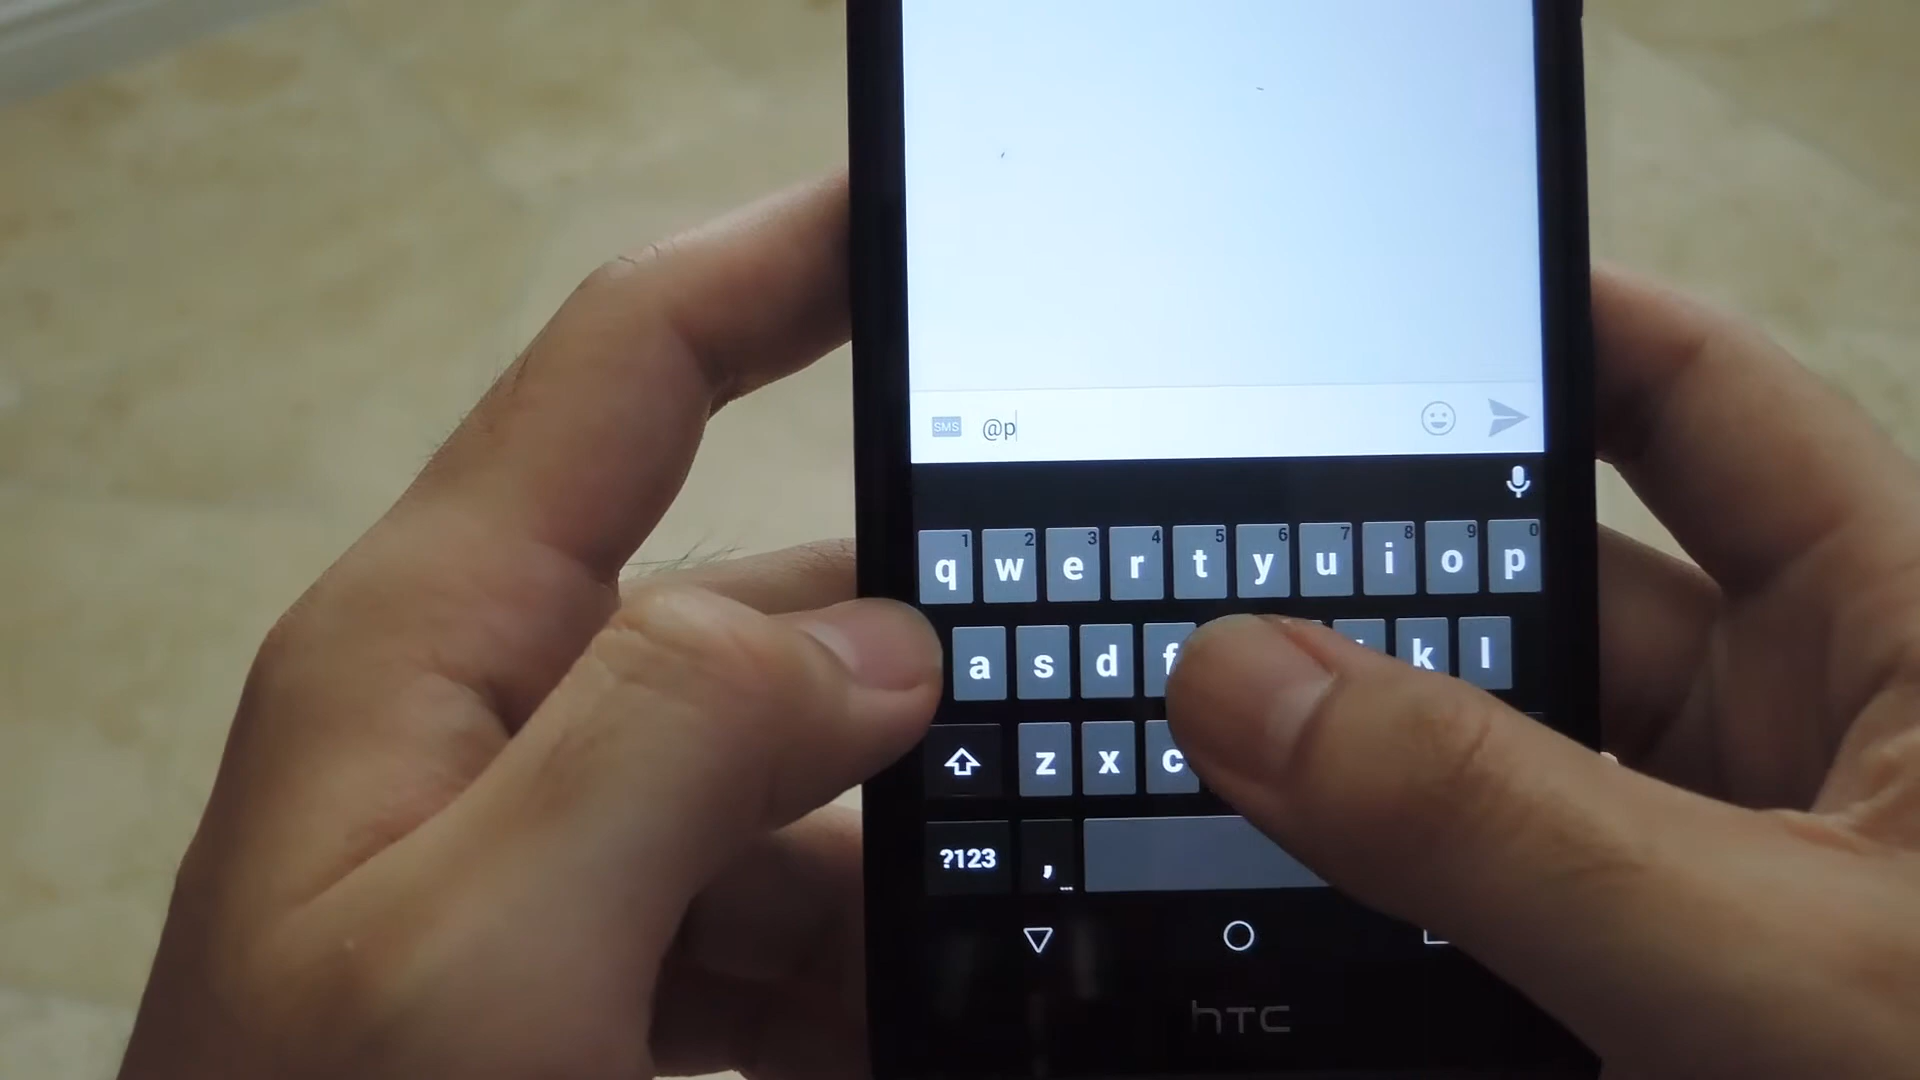 SMS @p
1 2 3 4 5 6 7 8 9 0
q w e r t y u i o p
a s d f k l
z x c
?123 , ...
hTC